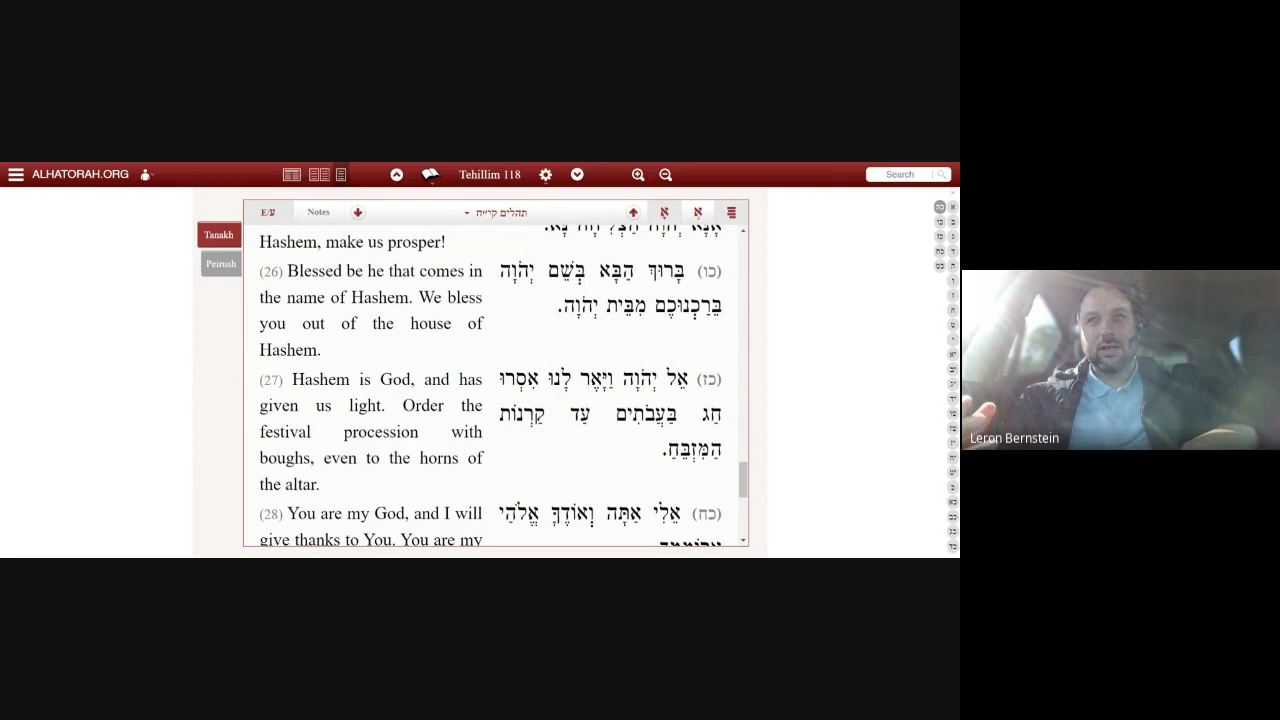 ALHATORAH.ORG
Tehillim 118
Search
Tanakh
Peirush
ע/E
Notes
תהלים קי״ח
Hashem, make us prosper!
(26) Blessed be he that comes in
the name of Hashem. We bless
you out of the house of
Hashem.
(27) Hashem is God, and has
given us light. Order the
festival procession with
boughs, even to the horns of
the altar.
(28) You are my God, and I will
give thanks to You. You are my
(כו) בָּרוּךְ הַבָּא בְּשֵׁם יְהֹוָה
בֵּרַכְנוּכֶם מִבֵּית יְהֹוָה.
(כז) אֵל יְהֹוָה וַיָּאֶר לָנוּ אִסְרוּ
חַג בַּעֲבֹתִים עַד קַרְנוֹת
הַמִּזְבֵּחַ.
(כח) אֵלִי אַתָּה וְאוֹדֶךָּ אֱלֹהַי
Leron Bernstein